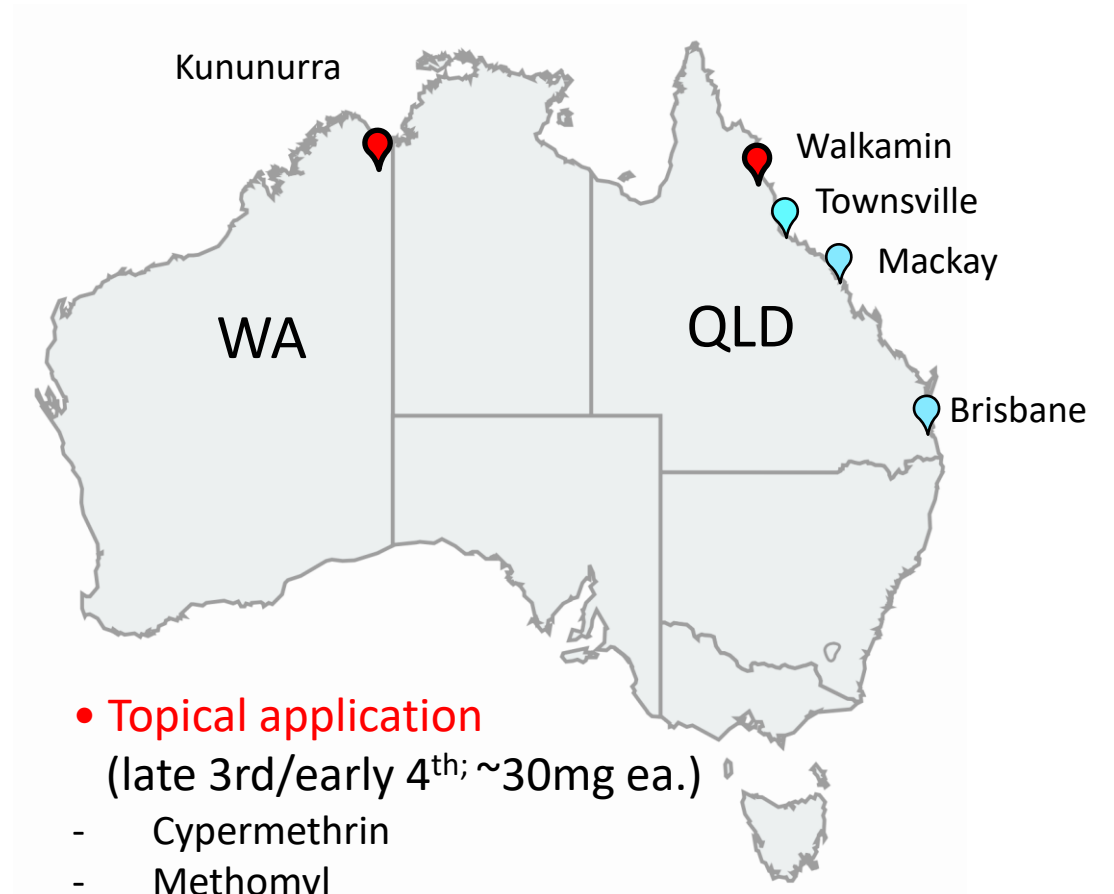 Kununurra
Walkamin
Townsville
Mackay
WA
QLD
Brisbane
• Topical application
(late 3rd/early 4th; ~30mg ea.)
- Cypermethrin
- Methomyl